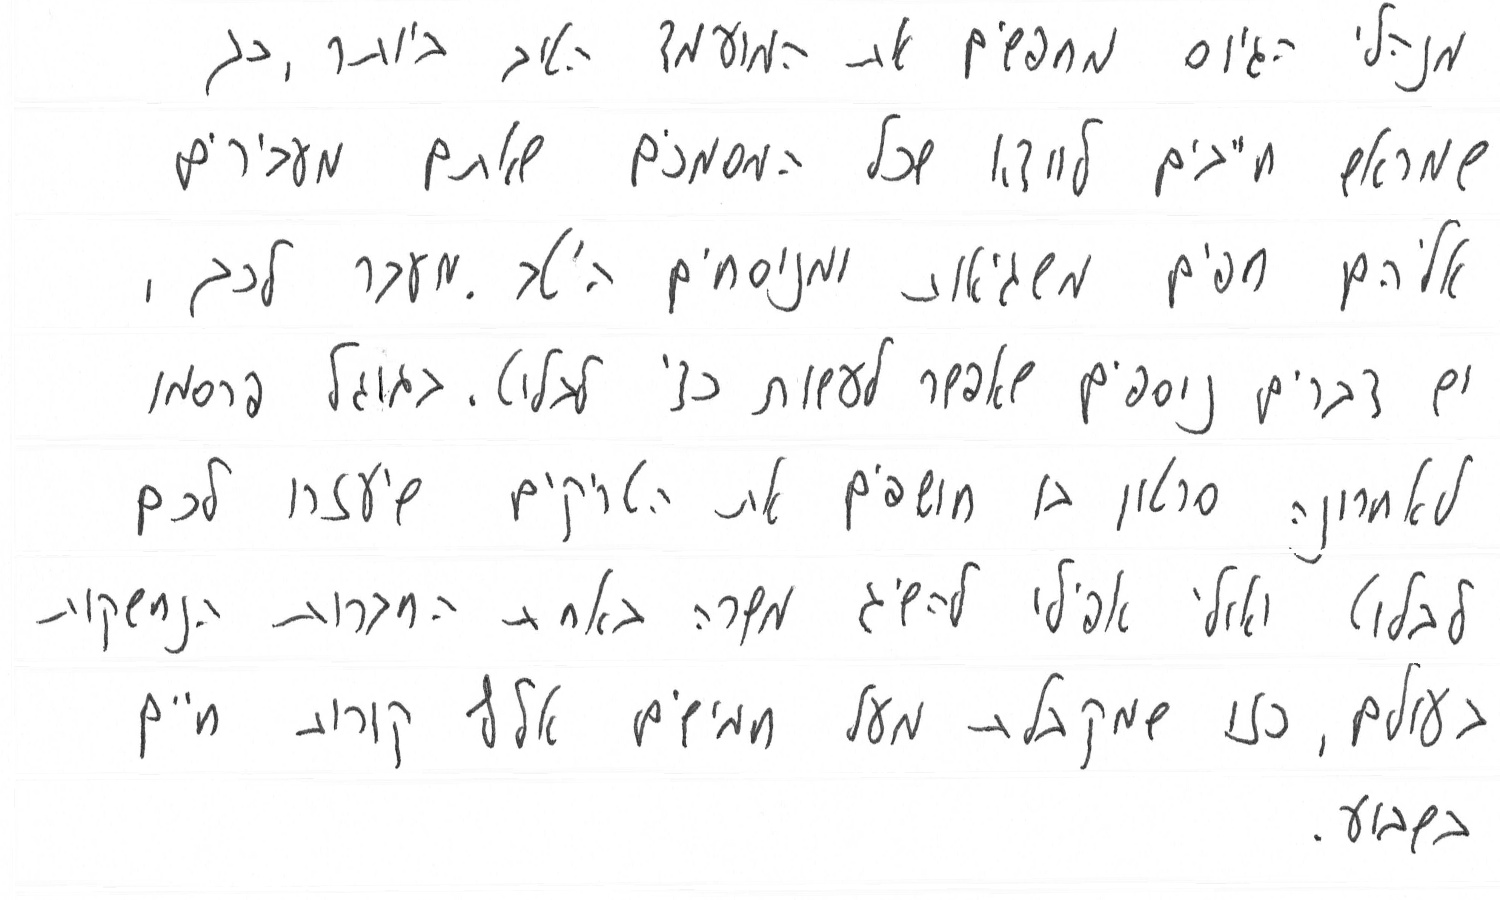 מנהלי הגיוס מחפשים את המועמד הטוב ביותר, כך
שמראש חייבים לוודא שכל המסמכים שאתם מעבירים
אליהם חפים משגיאות ומנוסחים היטב. מעבר לכך,
יש דברים נוספים שאפשר לעשות כדי לבלוט. בגוגל פרסמו
לאחרונה סרטון בו חושפים את הטריקים שיעזרו לכם
לבלוט ואולי אפילו להשיג משרה באחת החברות הנחשקות
בעולם, כזו שמקבלת מעל חמישים אלף קורות חיים
בשבוע.